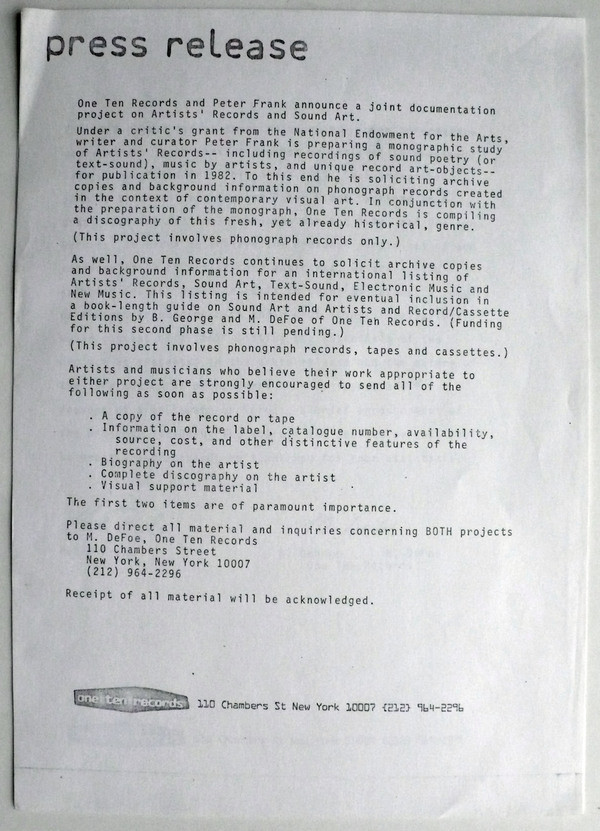 press release
One Ten Records and Peter Frank announce a joint documentation
project on Artists' Records and Sound Art.
Under a critic's grant from the National Endowment for the Arts,
writer and curator Peter Frank is preparing a monographic study
of Artists' Records-- including recordings of sound poetry (or
text-sound), music by artists, and unique record art-objects--
for publication in 1982. To this end he is soliciting archive
copies and background information on phonograph records created
in the context of contemporary visual art. In conjunction with
the preparation of the monograph, One Ten Records is compiling
a discography of this fresh, yet already historical, genre.
(This project involves phonograph records only.)
As well, One Ten Records continues to solicit archive copies
and background information for an international listing of
Artists' Records, Sound Art, Text-Sound, Electronic Music and
New Music. This listing is intended for eventual inclusion in
a book-length guide on Sound Art and Artists and Record/Cassette
Editions by B. George and M. DeFoe of One Ten Records. (Funding
for this second phase is still pending.)
(This project involves phonograph records, tapes and cassettes.)
Artists and musicians who believe their work appropriate to
either project are strongly encouraged to send all of the
following as soon as possible:
. A copy of the record or tape
. Information on the label, catalogue number, availability,
source, cost, and other distinctive features of the
recording
. Biography on the artist
. Complete discography on the artist
. Visual support material
The first two items are of paramount importance.
Please direct all material and inquiries concerning BOTH projects
to M. DeFoe, One Ten Records
110 Chambers Street
New York, New York 10007
(212) 964-2296
Receipt of all material will be acknowledged.
one ten records 110 Chambers St New York 10007 {212} 964-2296